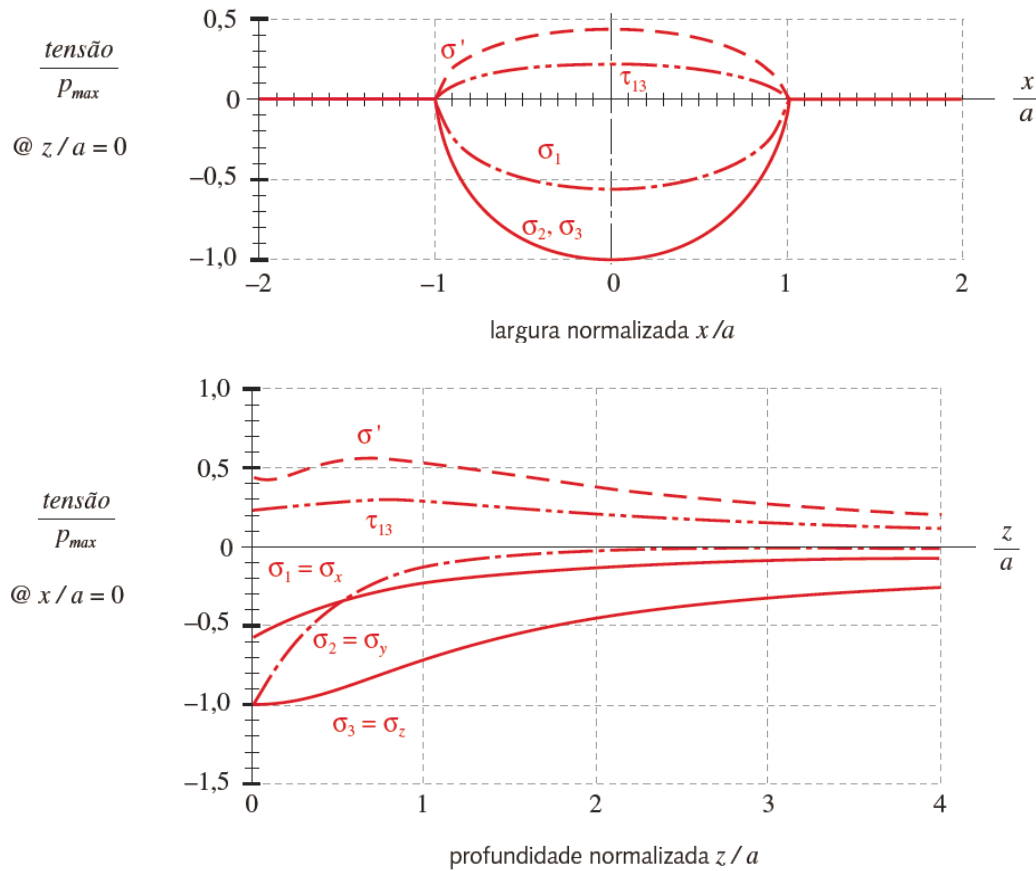 tensão
p_max
@ z / a = 0
0,5
0
−0,5
−1,0
σ'
τ₁₃
σ₁
σ₂, σ₃
x
a
−2
−1
0
1
2
largura normalizada x/a
tensão
p_max
@ x / a = 0
1,0
0,5
0
−0,5
−1,0
−1,5
σ'
τ₁₃
σ₁ = σₓ
σ₂ = σ_y
σ₃ = σ_z
z
a
0
1
2
3
4
profundidade normalizada z / a